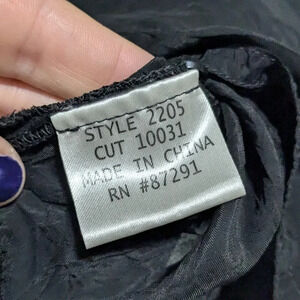 STYLE 2205
CUT 10031
MADE IN CHINA
RN #87291